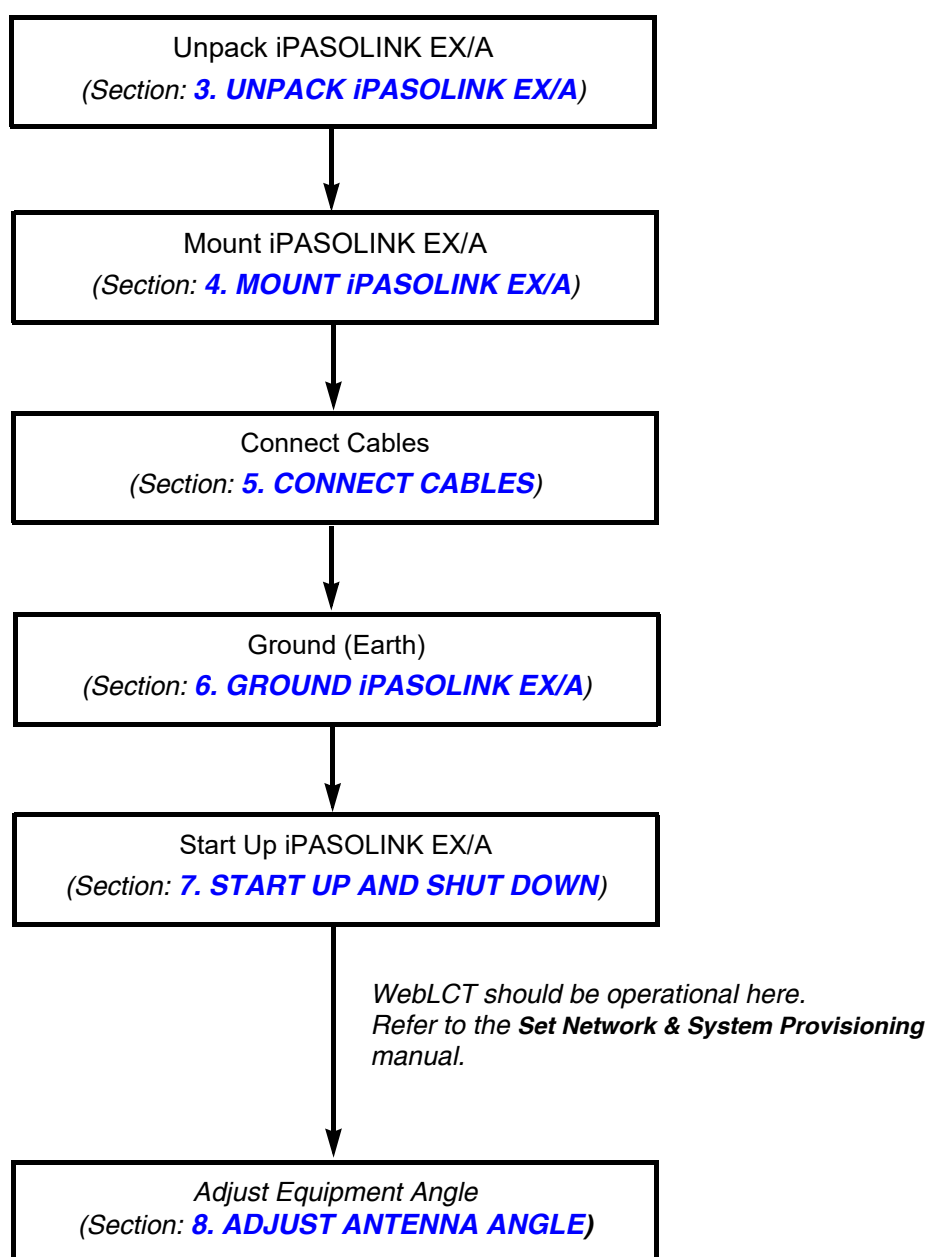 Unpack iPASOLINK EX/A
(Section: 3. UNPACK iPASOLINK EX/A)
Mount iPASOLINK EX/A
(Section: 4. MOUNT iPASOLINK EX/A)
Connect Cables
(Section: 5. CONNECT CABLES)
Ground (Earth)
(Section: 6. GROUND iPASOLINK EX/A)
Start Up iPASOLINK EX/A
(Section: 7. START UP AND SHUT DOWN)
WebLCT should be operational here.
Refer to the Set Network & System Provisioning
manual.
Adjust Equipment Angle
(Section: 8. ADJUST ANTENNA ANGLE)